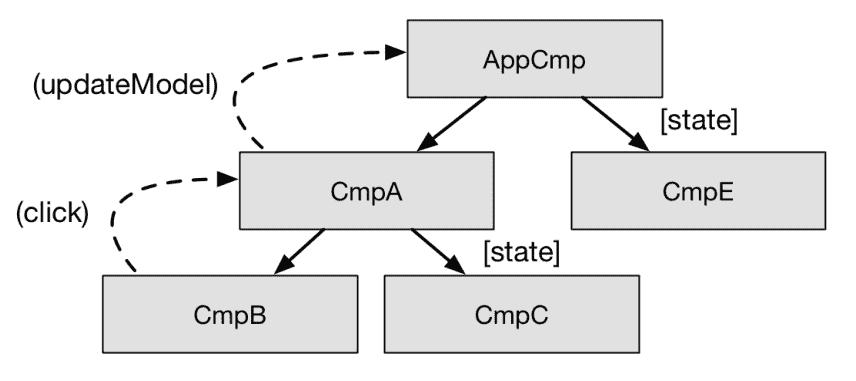 AppCmp
(updateModel)
[state]
CmpA
CmpE
(click)
[state]
CmpB
CmpC